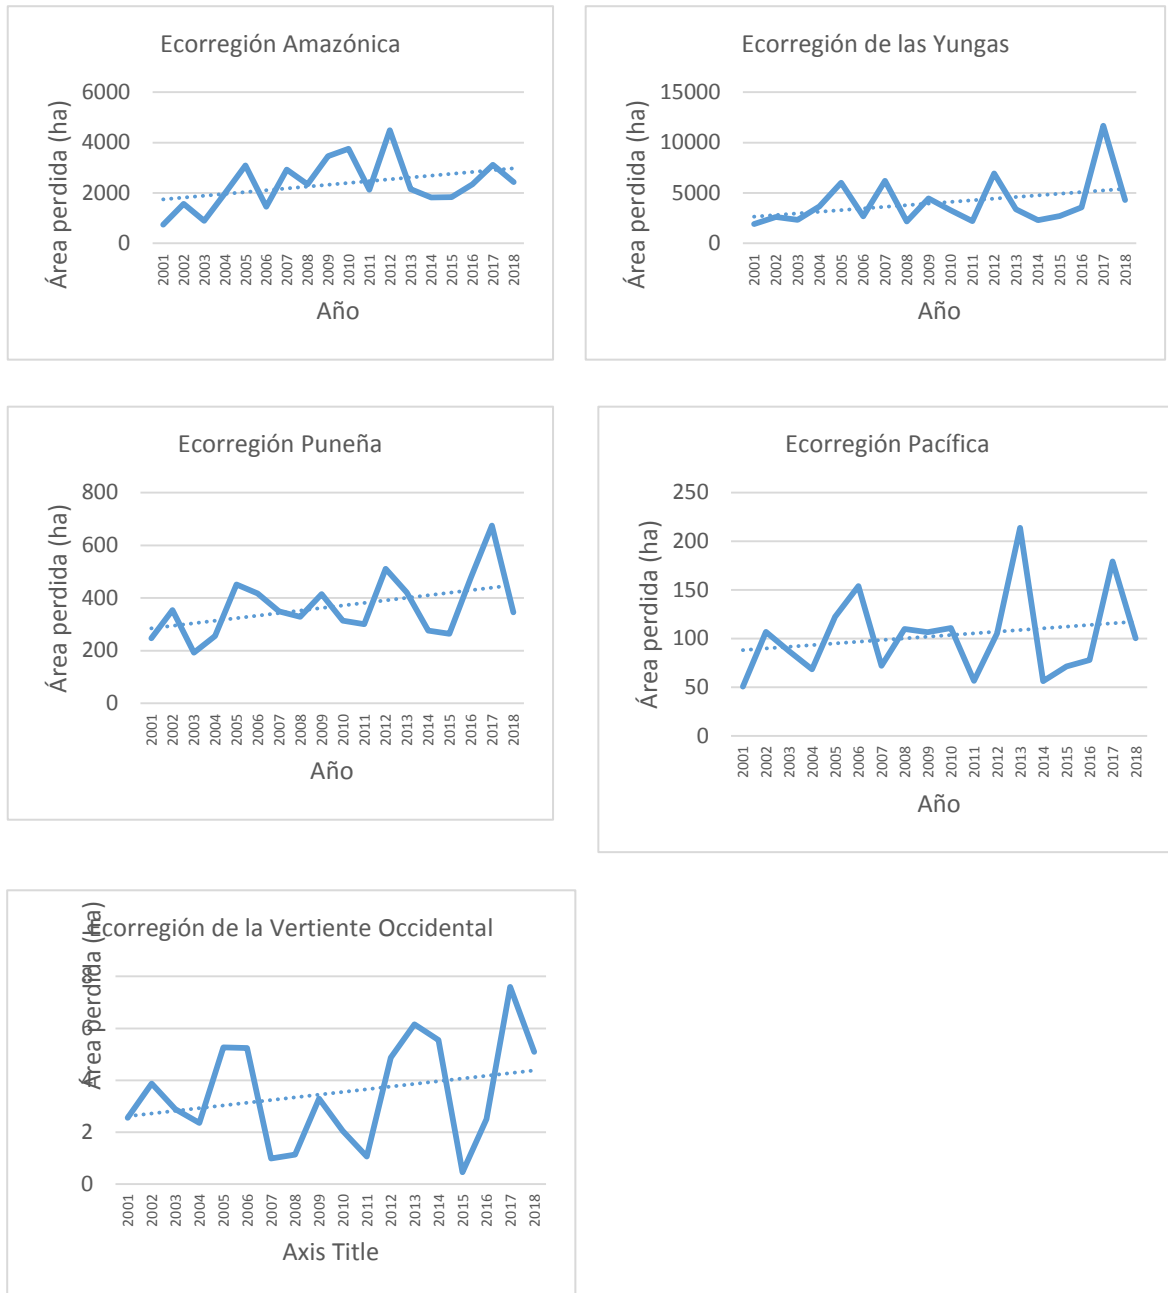 Ecorregión Amazónica
Área perdida (ha)
6000
4000
2000
0
2001 2002 2003 2004 2005 2006 2007 2008 2009 2010 2011 2012 2013 2014 2015 2016 2017 2018
Año
Ecorregión de las Yungas
Área perdida (ha)
15000
10000
5000
0
2001 2002 2003 2004 2005 2006 2007 2008 2009 2010 2011 2012 2013 2014 2015 2016 2017 2018
Año
Ecorregión Puneña
Área perdida (ha)
800
600
400
200
0
2001 2002 2003 2004 2005 2006 2007 2008 2009 2010 2011 2012 2013 2014 2015 2016 2017 2018
Año
Ecorregión Pacífica
Área perdida (ha)
250
200
150
100
50
0
2001 2002 2003 2004 2005 2006 2007 2008 2009 2010 2011 2012 2013 2014 2015 2016 2017 2018
Año
Ecorregión de la Vertiente Occidental
Área perdida (ha)
8
6
4
2
0
2001 2002 2003 2004 2005 2006 2007 2008 2009 2010 2011 2012 2013 2014 2015 2016 2017 2018
Axis Title